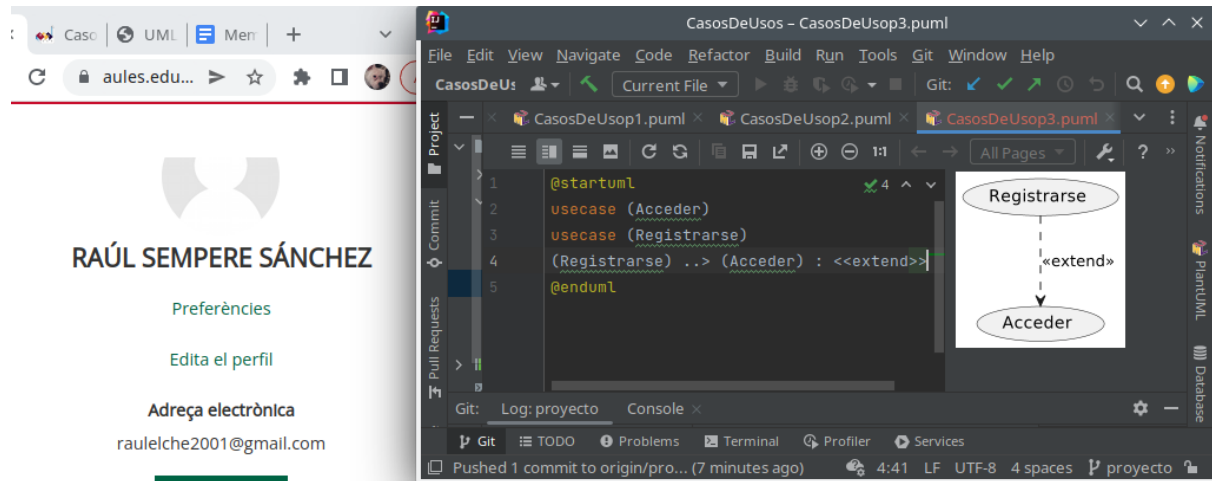 Caso
UML
Mem
aules.edu...
RAÚL SEMPERE SÁNCHEZ
Preferències
Edita el perfil
Adreça electrònica
raulelche2001@gmail.com
CasosDeUsos – CasosDeUsop3.puml
File Edit View Navigate Code Refactor Build Run Tools Git Window Help
CasosDeUs Current File Git:
CasosDeUsop1.puml CasosDeUsop2.puml CasosDeUsop3.puml
1:1 All Pages ? »
1 @startuml 4
2 usecase (Acceder)
3 usecase (Registrarse)
4 (Registrarse) ..> (Acceder) : <<extend>>
5 @enduml
Registrarse
«extend»
Acceder
Project
Commit
Pull Requests
Notifications
PlantUML
Database
Git: Log: proyecto Console
Git TODO Problems Terminal Profiler Services
Pushed 1 commit to origin/pro... (7 minutes ago) 4:41 LF UTF-8 4 spaces proyecto